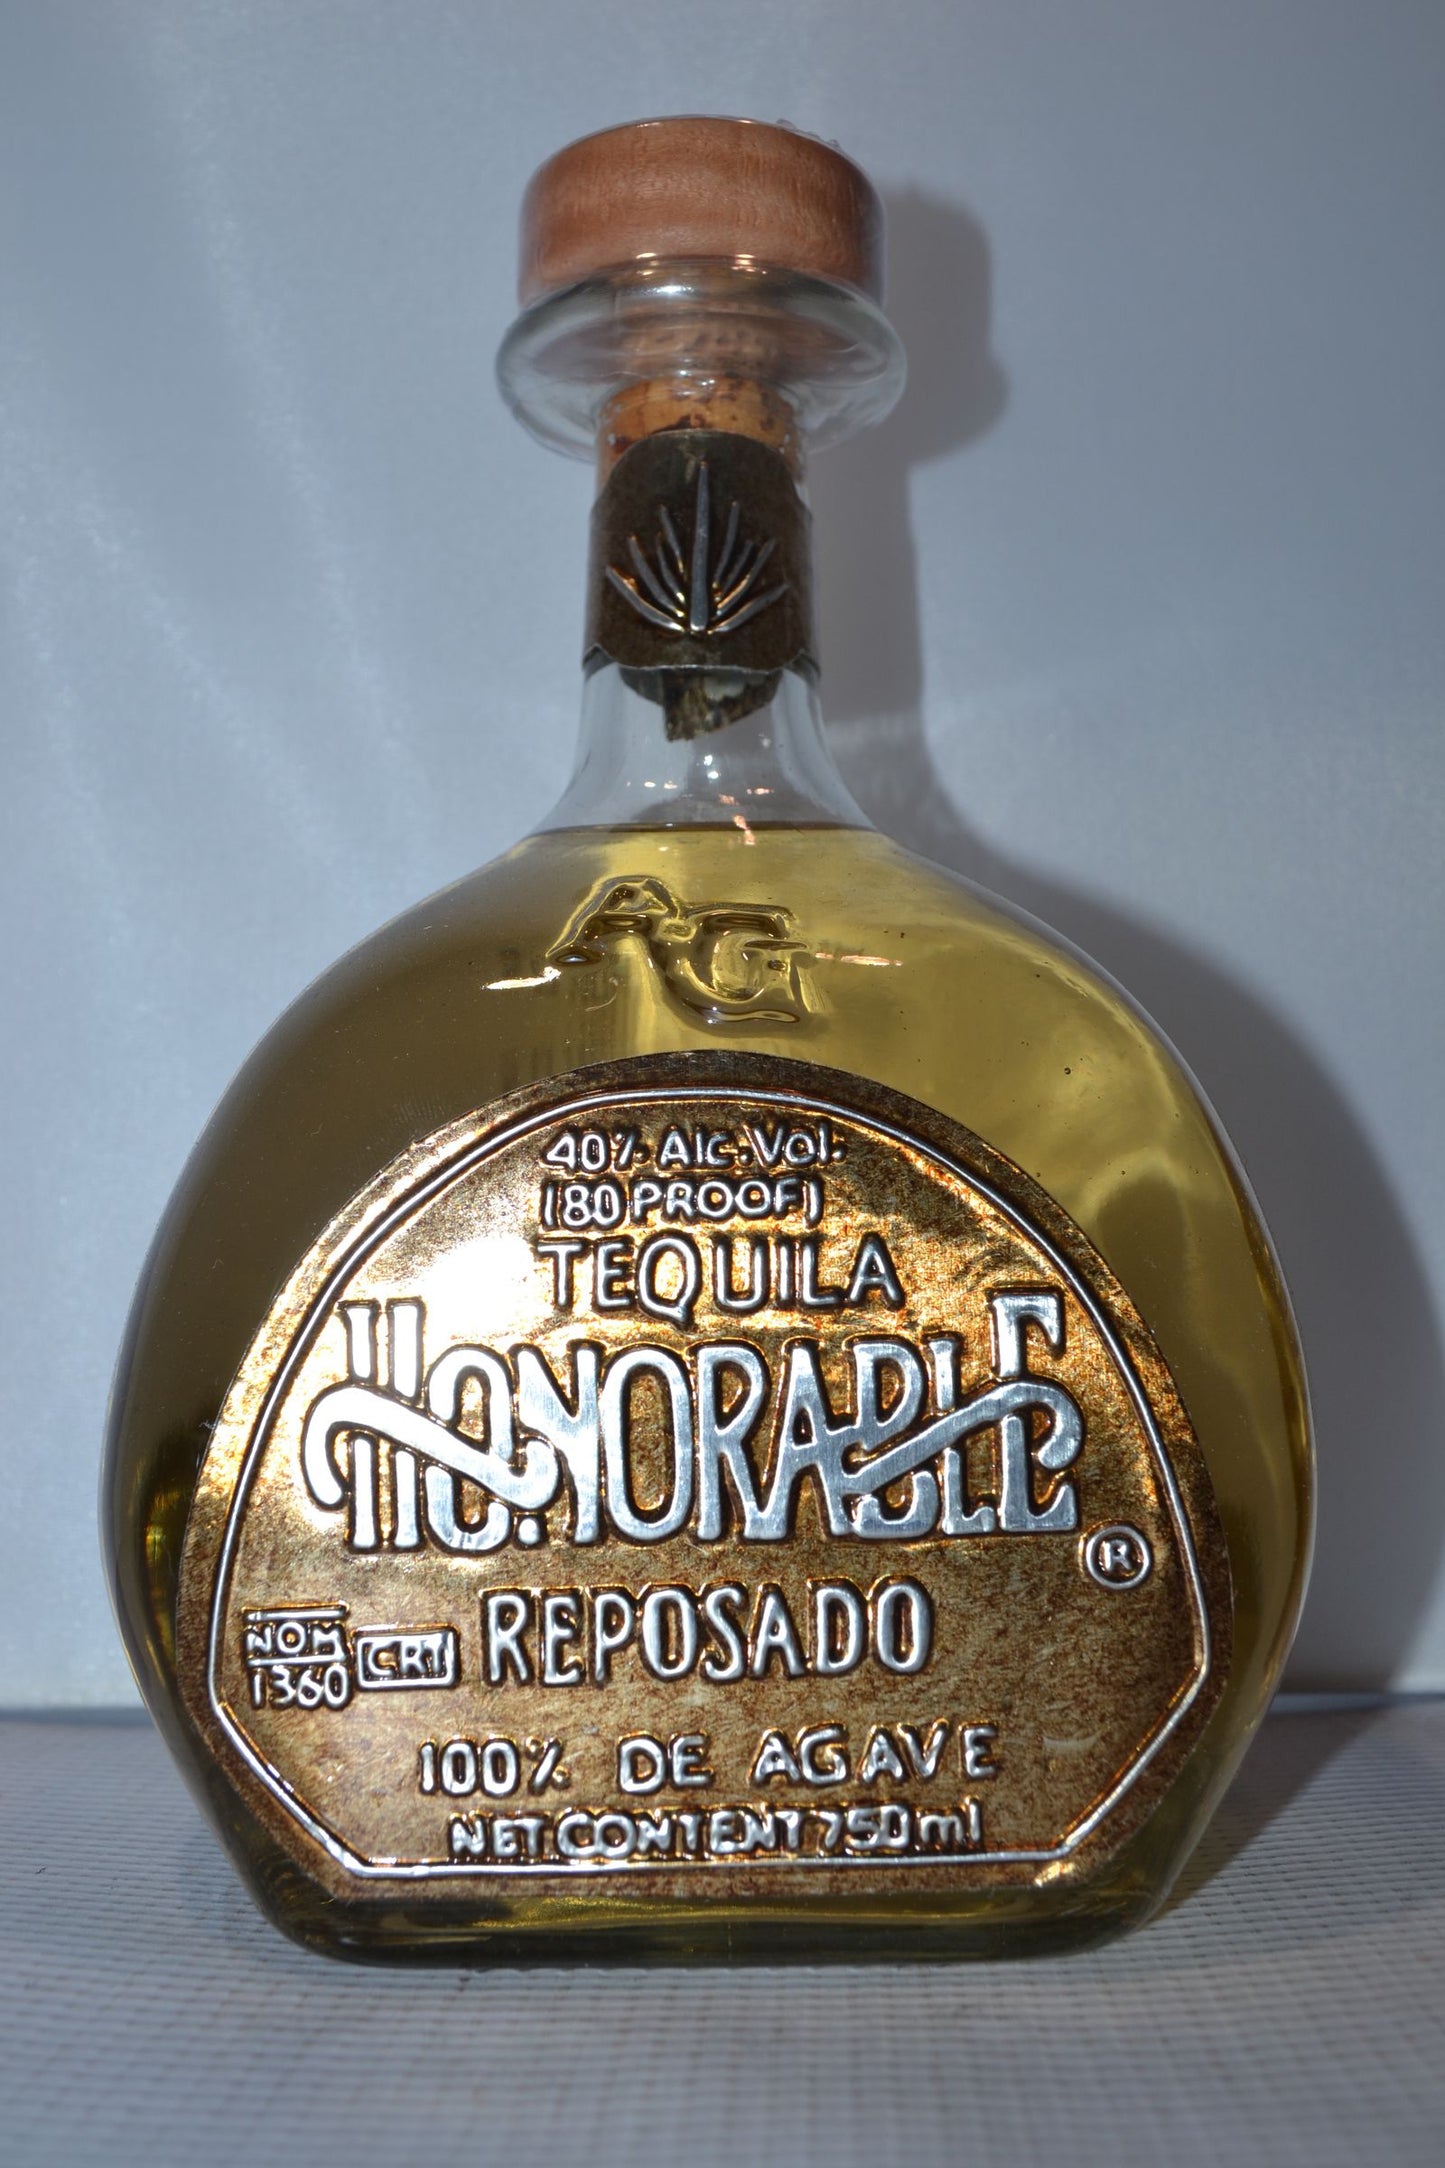 A.G
40% Alc.Vol.
(80 PROOF)
TEQUILA
HONORABLE
®
REPOSADO
NOM
1360
CRT
100% DE AGAVE
NET CONTENT 750ml